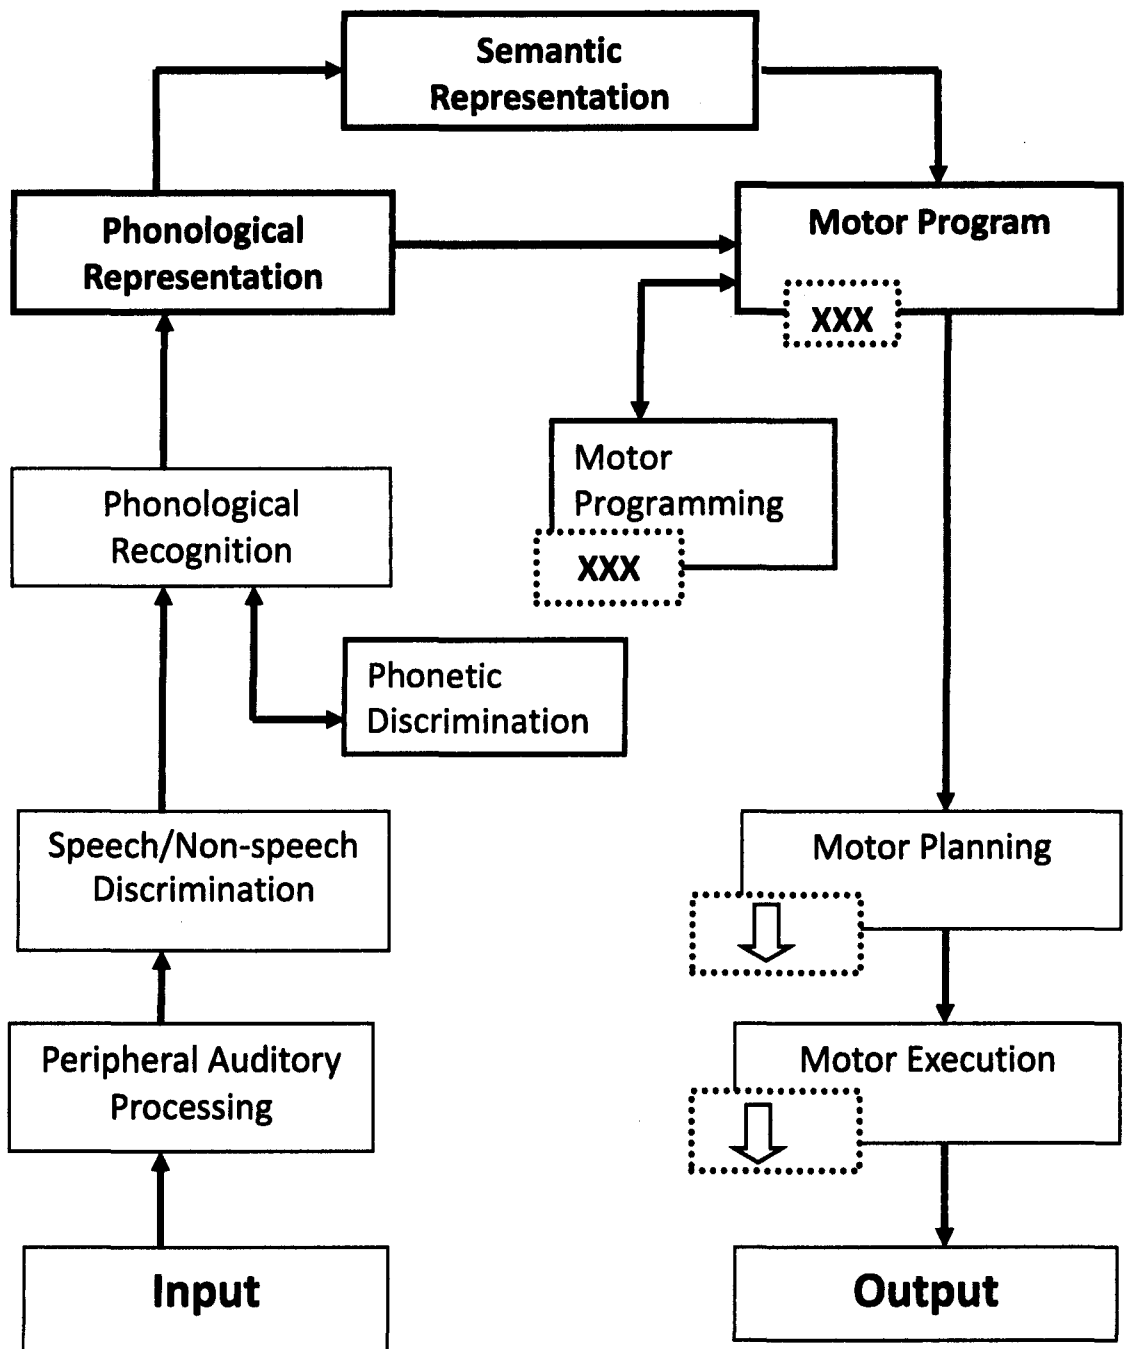 Semantic
Representation
Phonological
Representation
Motor Program
XXX
Motor
Programming
XXX
Phonological
Recognition
Phonetic
Discrimination
Speech/Non-speech
Discrimination
Motor Planning
Peripheral Auditory
Processing
Motor Execution
Input
Output